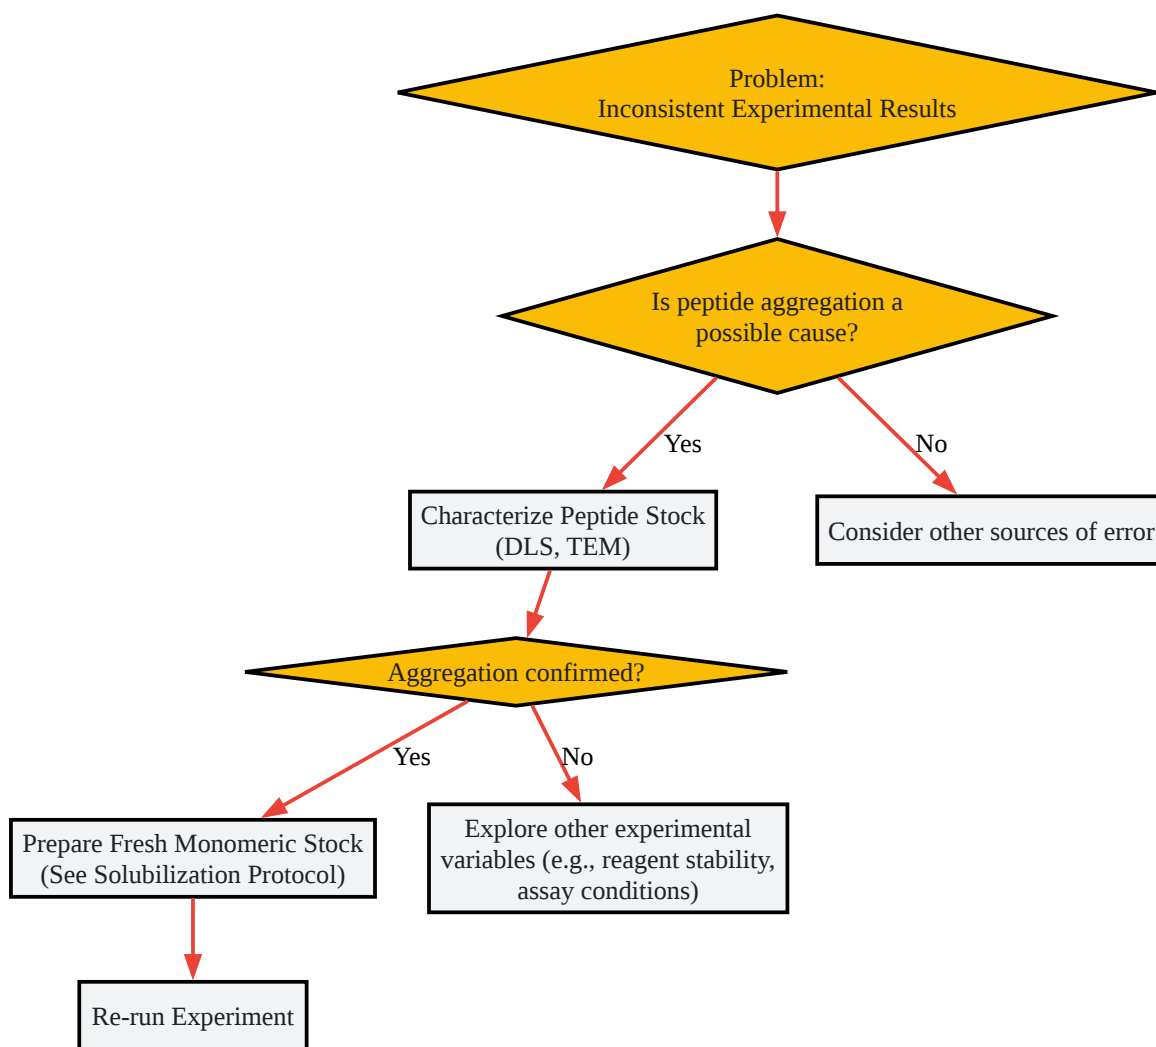 Problem:
Inconsistent Experimental Results
Is peptide aggregation a
possible cause?
Yes
No
Characterize Peptide Stock
(DLS, TEM)
Consider other sources of error
Aggregation confirmed?
Yes
No
Prepare Fresh Monomeric Stock
(See Solubilization Protocol)
Explore other experimental
variables (e.g., reagent stability,
assay conditions)
Re-run Experiment